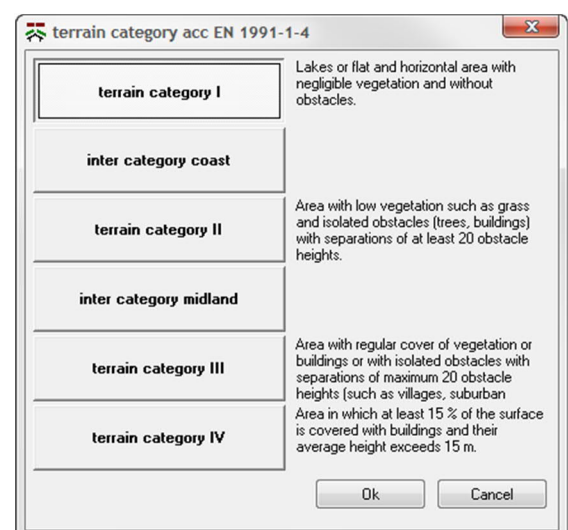 terrain category acc EN 1991-1-4
terrain category I
Lakes or flat and horizontal area with
negligible vegetation and without
obstacles.
inter category coast
terrain category II
Area with low vegetation such as grass
and isolated obstacles (trees, buildings)
with separations of at least 20 obstacle
heights.
inter category midland
terrain category III
Area with regular cover of vegetation or
buildings or with isolated obstacles with
separations of maximum 20 obstacle
heights (such as villages, suburban
terrain category IV
Area in which at least 15 % of the surface
is covered with buildings and their
average height exceeds 15 m.
Ok
Cancel